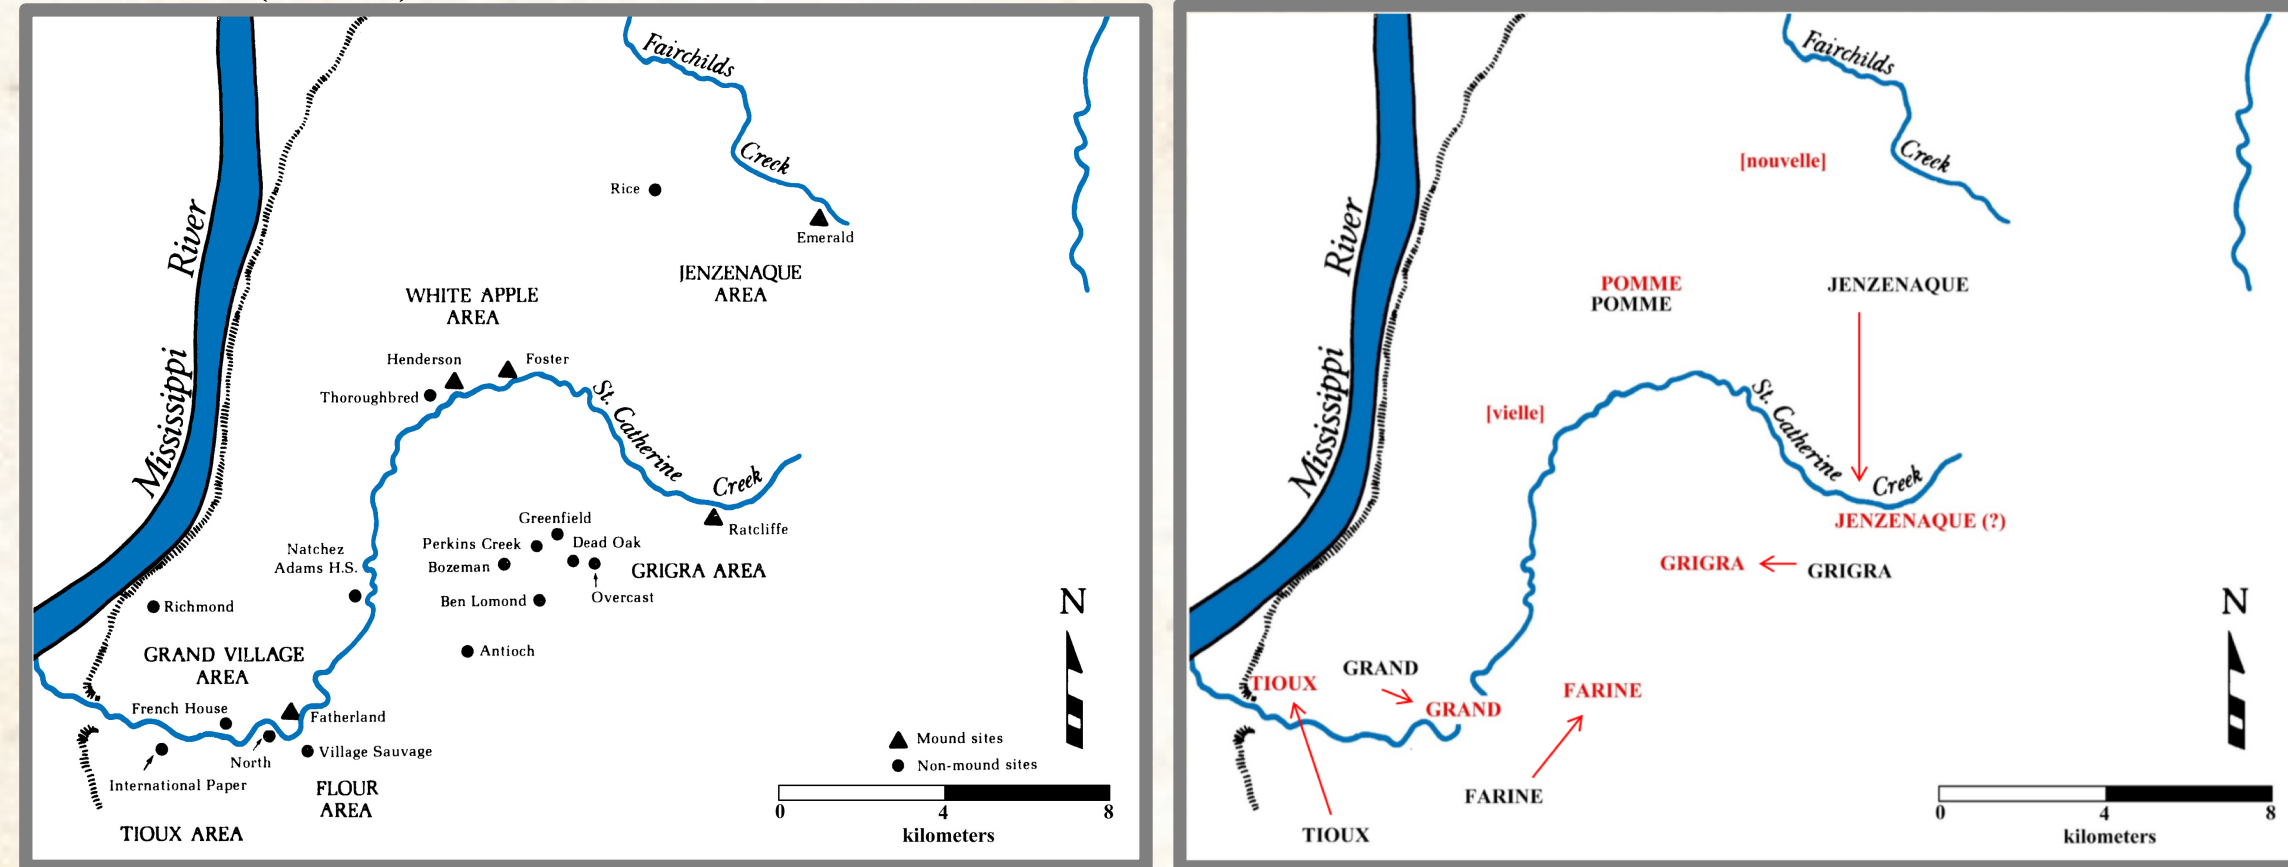 Fairchilds
Creek
Rice
Emerald
River
JENZENAQUE
AREA
WHITE APPLE
AREA
Henderson
Foster
Thoroughbred
Mississippi
St. Catherine
Creek
Ratcliffe
Greenfield
Perkins Creek
Dead Oak
Bozeman
GRIGRA AREA
Natchez
Adams H.S.
Ben Lomond
Overcast
Richmond
Antioch
GRAND VILLAGE
AREA
French House
Fatherland
North
Village Sauvage
International Paper
FLOUR
AREA
TIOUX AREA
N
Mound sites
Non-mound sites
0 4 8
kilometers
Fairchilds
Creek
[nouvelle]
River
POMME
POMME
JENZENAQUE
Mississippi
[vielle]
St. Catherine
Creek
JENZENAQUE (?)
GRIGRA
GRIGRA
N
GRAND
TIOUX
GRAND
FARINE
FARINE
TIOUX
0 4 8
kilometers